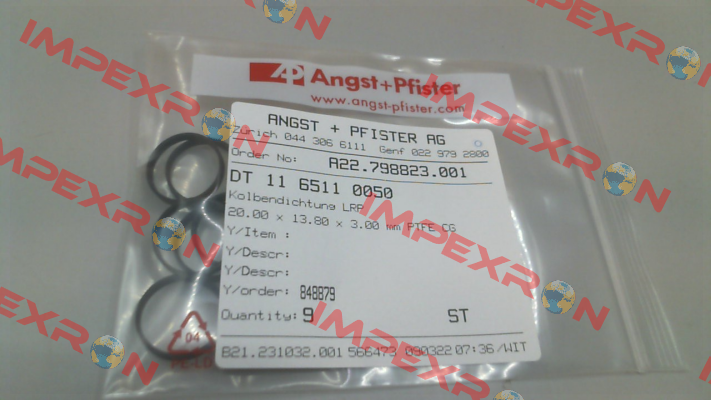 IMPEXRON
Angst+Pfister
www.angst-pfister.com
ANGST + PFISTER AG
Zürich 044 306 6111 Genf 022 979 2800
Order No: A22.798823.001
DT 11 6511 0050
Kolbendichtung LRP
20.00 x 13.80 x 3.00 mm PTFE CG
Y/Item :
Y/Descr:
Y/Descr:
Y/order: 848879
Quantity: 9 ST
B21.231032.001 566473 090322 07:36 /WIT
04